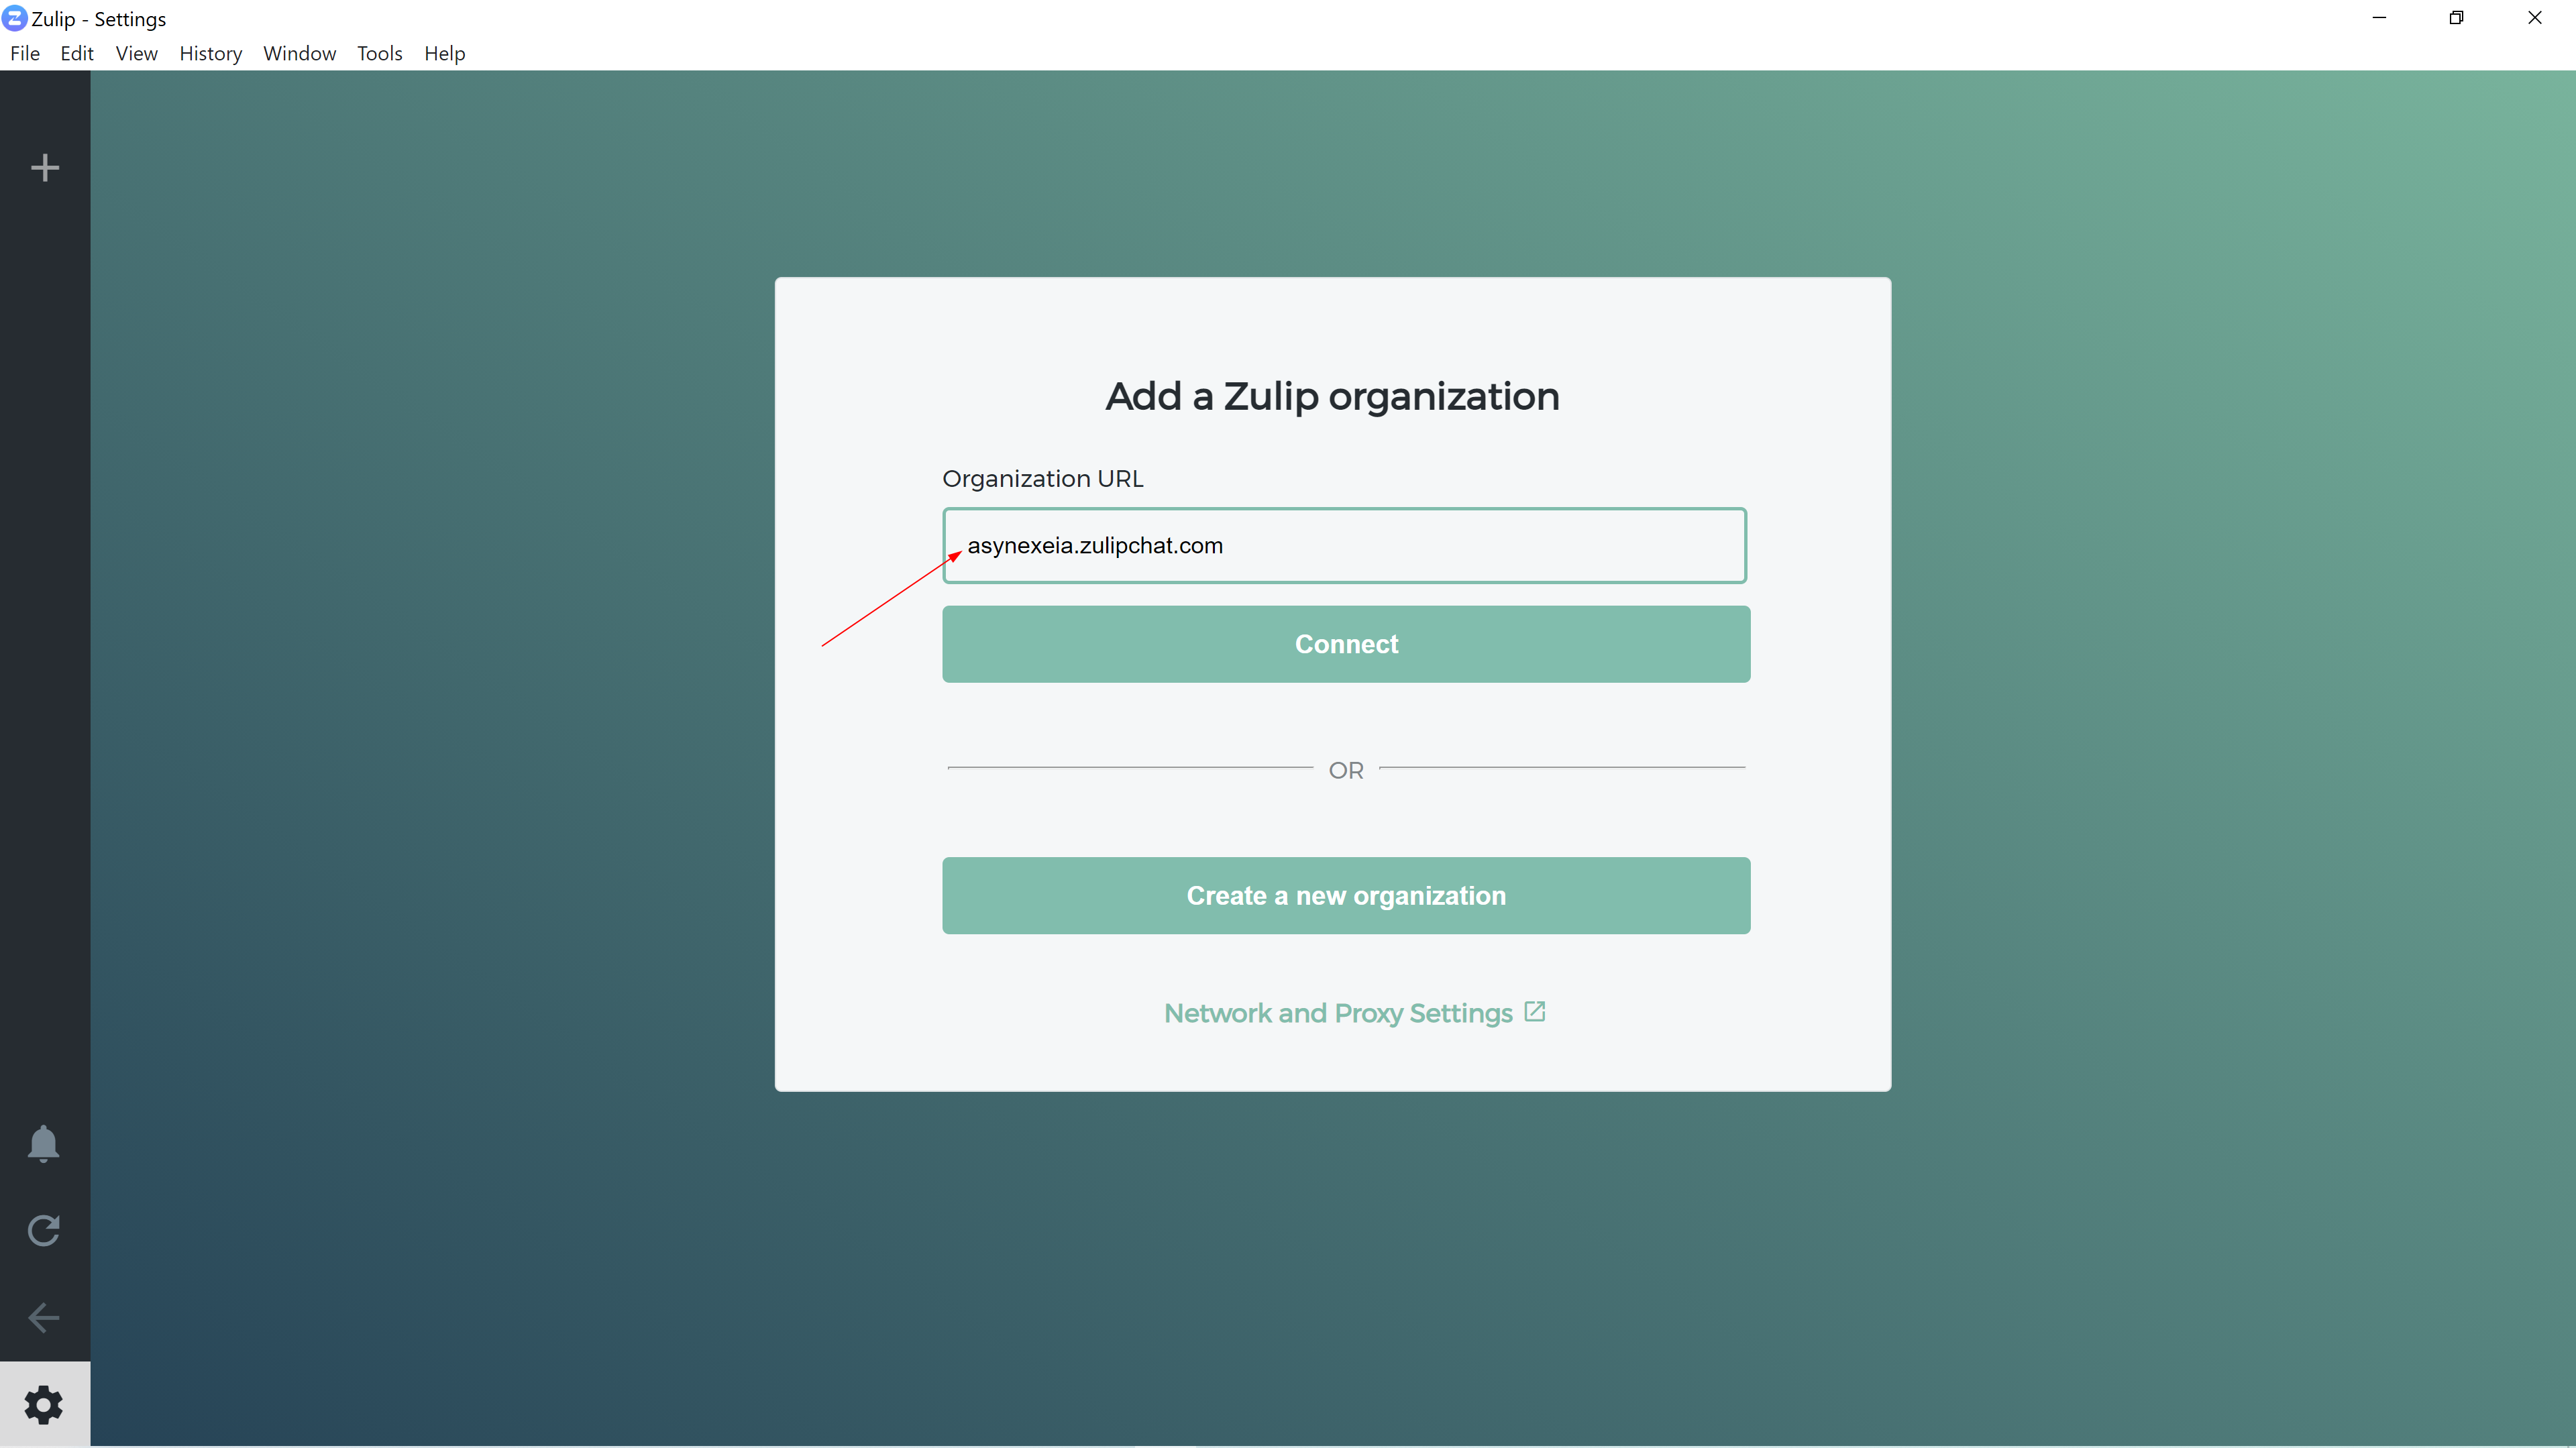 Zulip - Settings
File Edit View History Window Tools Help
Add a Zulip organization
Organization URL
asynexeia.zulipchat.com
Connect
OR
Create a new organization
Network and Proxy Settings